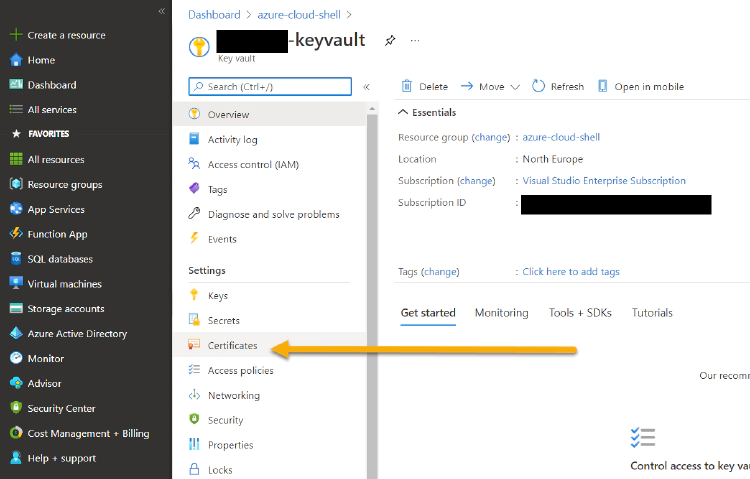 «
Create a resource
Home
Dashboard
All services
FAVORITES
All resources
Resource groups
App Services
Function App
SQL databases
Virtual machines
Storage accounts
Azure Active Directory
Monitor
Advisor
Security Center
Cost Management + Billing
Help + support
Dashboard > azure-cloud-shell >
-keyvault ...
Key vault
Search (Ctrl+/) «
Overview
Activity log
Access control (IAM)
Tags
Diagnose and solve problems
Events
Settings
Keys
Secrets
Certificates
Access policies
Networking
Security
Properties
Locks
Delete Move Refresh Open in mobile
Essentials
Resource group (change) : azure-cloud-shell
Location : North Europe
Subscription (change) : Visual Studio Enterprise Subscription
Subscription ID :
Tags (change) : Click here to add tags
Get started Monitoring Tools + SDKs Tutorials
Our recomm
Control access to key vau